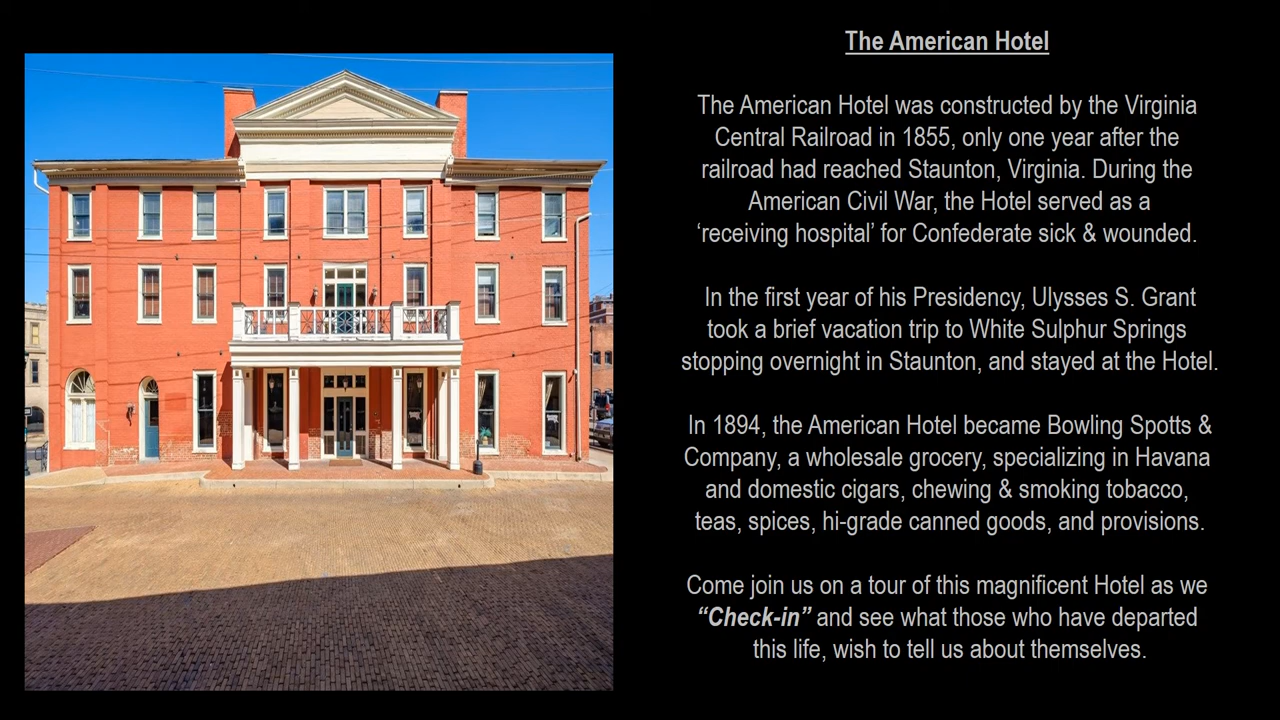 The American Hotel
The American Hotel was constructed by the Virginia
Central Railroad in 1855, only one year after the
railroad had reached Staunton, Virginia. During the
American Civil War, the Hotel served as a
‘receiving hospital’ for Confederate sick & wounded.
In the first year of his Presidency, Ulysses S. Grant
took a brief vacation trip to White Sulphur Springs
stopping overnight in Staunton, and stayed at the Hotel.
In 1894, the American Hotel became Bowling Spotts &
Company, a wholesale grocery, specializing in Havana
and domestic cigars, chewing & smoking tobacco,
teas, spices, hi-grade canned goods, and provisions.
Come join us on a tour of this magnificent Hotel as we
“Check-in” and see what those who have departed
this life, wish to tell us about themselves.